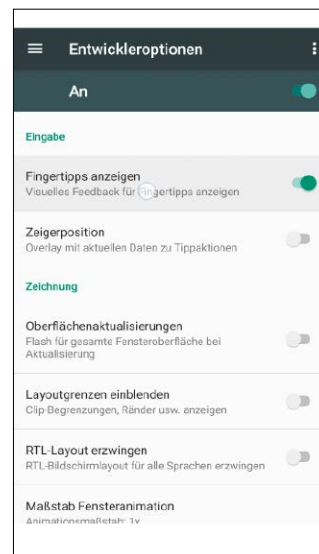 Entwickleroptionen
An
Eingabe
Fingertipps anzeigen
Visuelles Feedback für Fingertipps anzeigen
Zeigerposition
Overlay mit aktuellen Daten zu Tippaktionen
Zeichnung
Oberflächenaktualisierungen
Flash für gesamte Fensteroberfläche bei
Aktualisierung
Layoutgrenzen einblenden
Clip-Begrenzungen, Ränder usw. anzeigen
RTL-Layout erzwingen
RTL-Bildschirmlayout für alle Sprachen erzwingen
Maßstab Fensteranimation
Animationsmaßstab: 1x